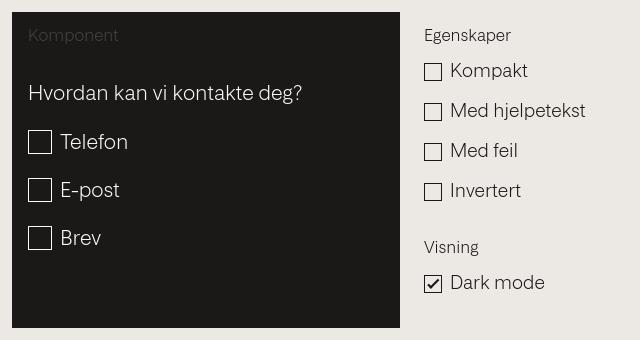 Komponent
Hvordan kan vi kontakte deg?
Telefon
E-post
Brev
Egenskaper
Kompakt
Med hjelpetekst
Med feil
Invertert
Visning
Dark mode